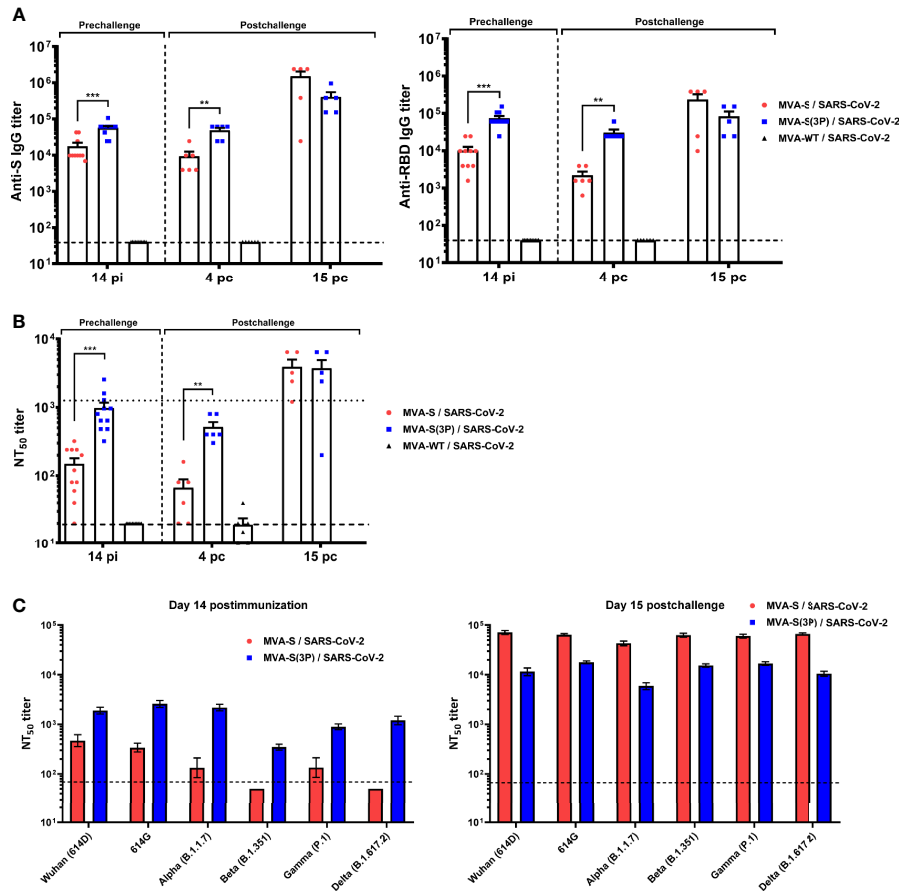 A
Prechallenge
Postchallenge
Anti-S IgG titer
10^7
10^6
10^5
10^4
10^3
10^2
10^1
***
**
14 pi
4 pc
15 pc
Prechallenge
Postchallenge
Anti-RBD IgG titer
10^7
10^6
10^5
10^4
10^3
10^2
10^1
***
**
14 pi
4 pc
15 pc
MVA-S / SARS-CoV-2
MVA-S(3P) / SARS-CoV-2
MVA-WT / SARS-CoV-2
B
Prechallenge
Postchallenge
NT50 titer
10^4
10^3
10^2
10^1
***
**
14 pi
4 pc
15 pc
MVA-S / SARS-CoV-2
MVA-S(3P) / SARS-CoV-2
MVA-WT / SARS-CoV-2
C
Day 14 postimmunization
MVA-S / SARS-CoV-2
MVA-S(3P) / SARS-CoV-2
NT50 titer
10^5
10^4
10^3
10^2
10^1
Wuhan (614D)
614G
Alpha (B.1.1.7)
Beta (B.1.351)
Gamma (P.1)
Delta (B.1.617.2)
Day 15 postchallenge
MVA-S / SARS-CoV-2
MVA-S(3P) / SARS-CoV-2
NT50 titer
10^5
10^4
10^3
10^2
10^1
Wuhan (614D)
614G
Alpha (B.1.1.7)
Beta (B.1.351)
Gamma (P.1)
Delta (B.1.617.2)